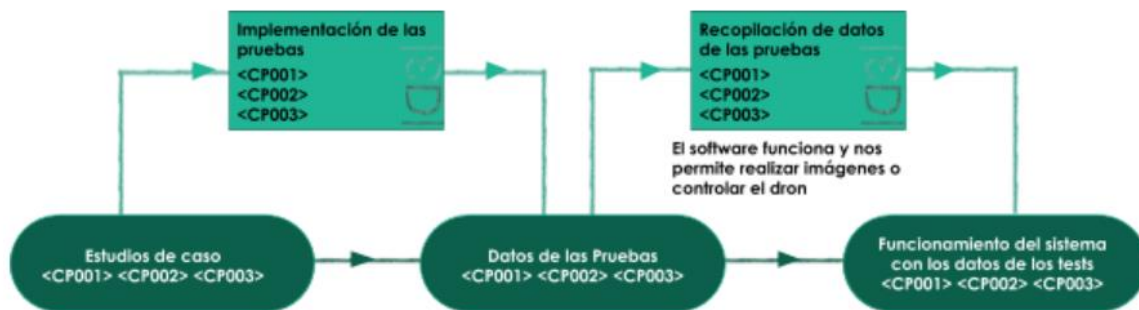 Implementación de las
pruebas
<CP001>
<CP002>
<CP003>
Recopilación de datos
de las pruebas
<CP001>
<CP002>
<CP003>
El software funciona y nos
permite realizar imágenes o
controlar el dron
Estudios de caso
<CP001> <CP002> <CP003>
Datos de las Pruebas
<CP001> <CP002> <CP003>
Funcionamiento del sistema
con los datos de los tests
<CP001> <CP002> <CP003>